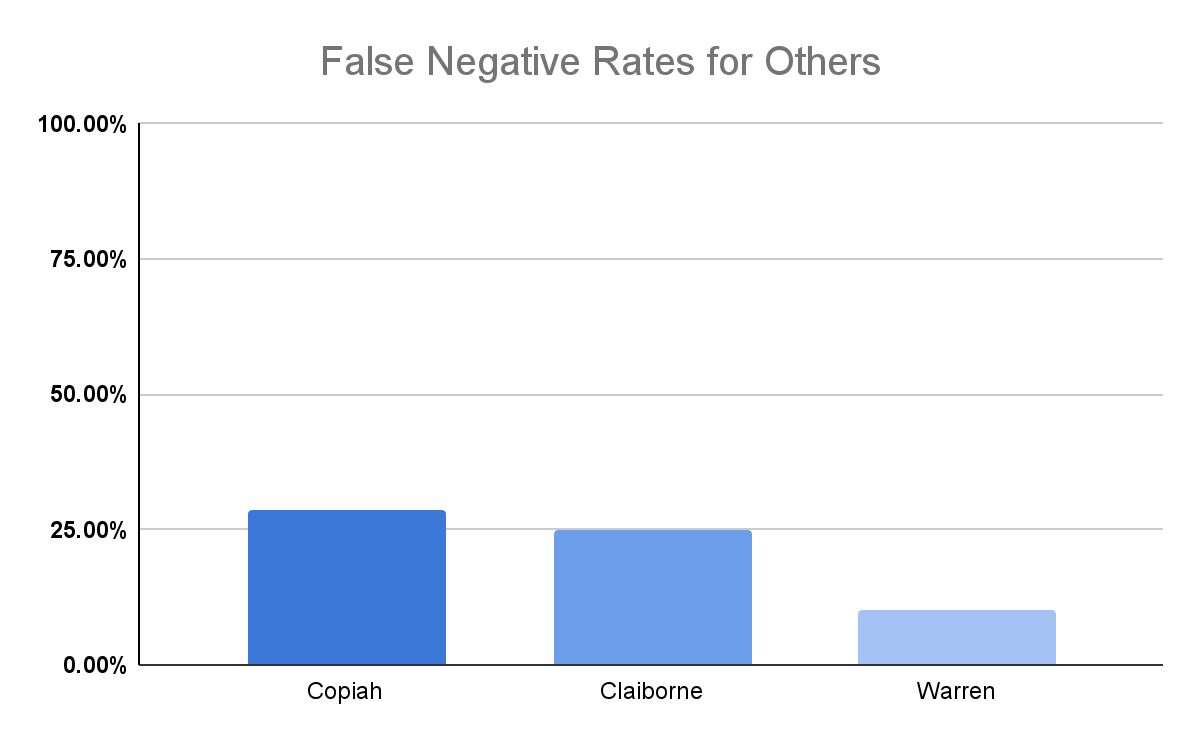 False Negative Rates for Others
100.00%
75.00%
50.00%
25.00%
0.00%
Copiah Claiborne Warren